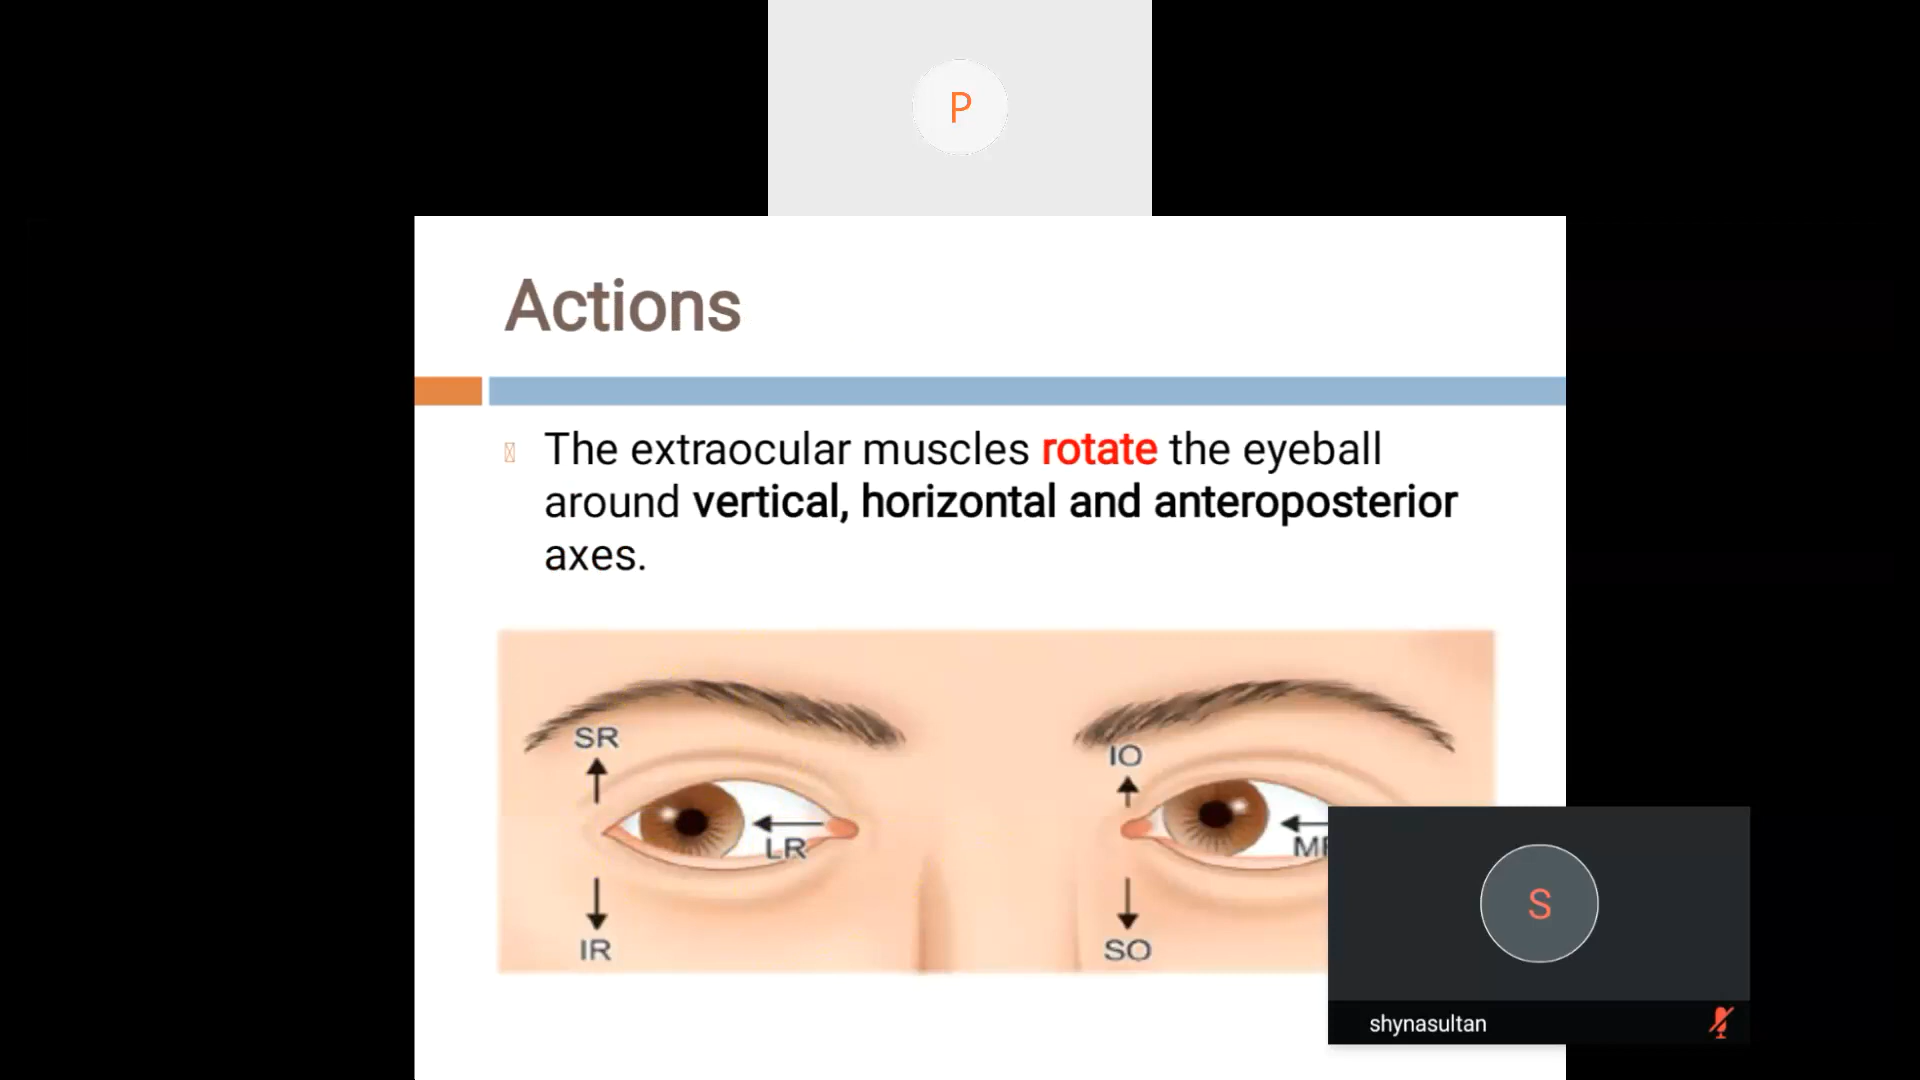 P
Actions
The extraocular muscles rotate the eyeball
around vertical, horizontal and anteroposterior
axes.
SR
IO
LR
IR
SO
S
shynasultan